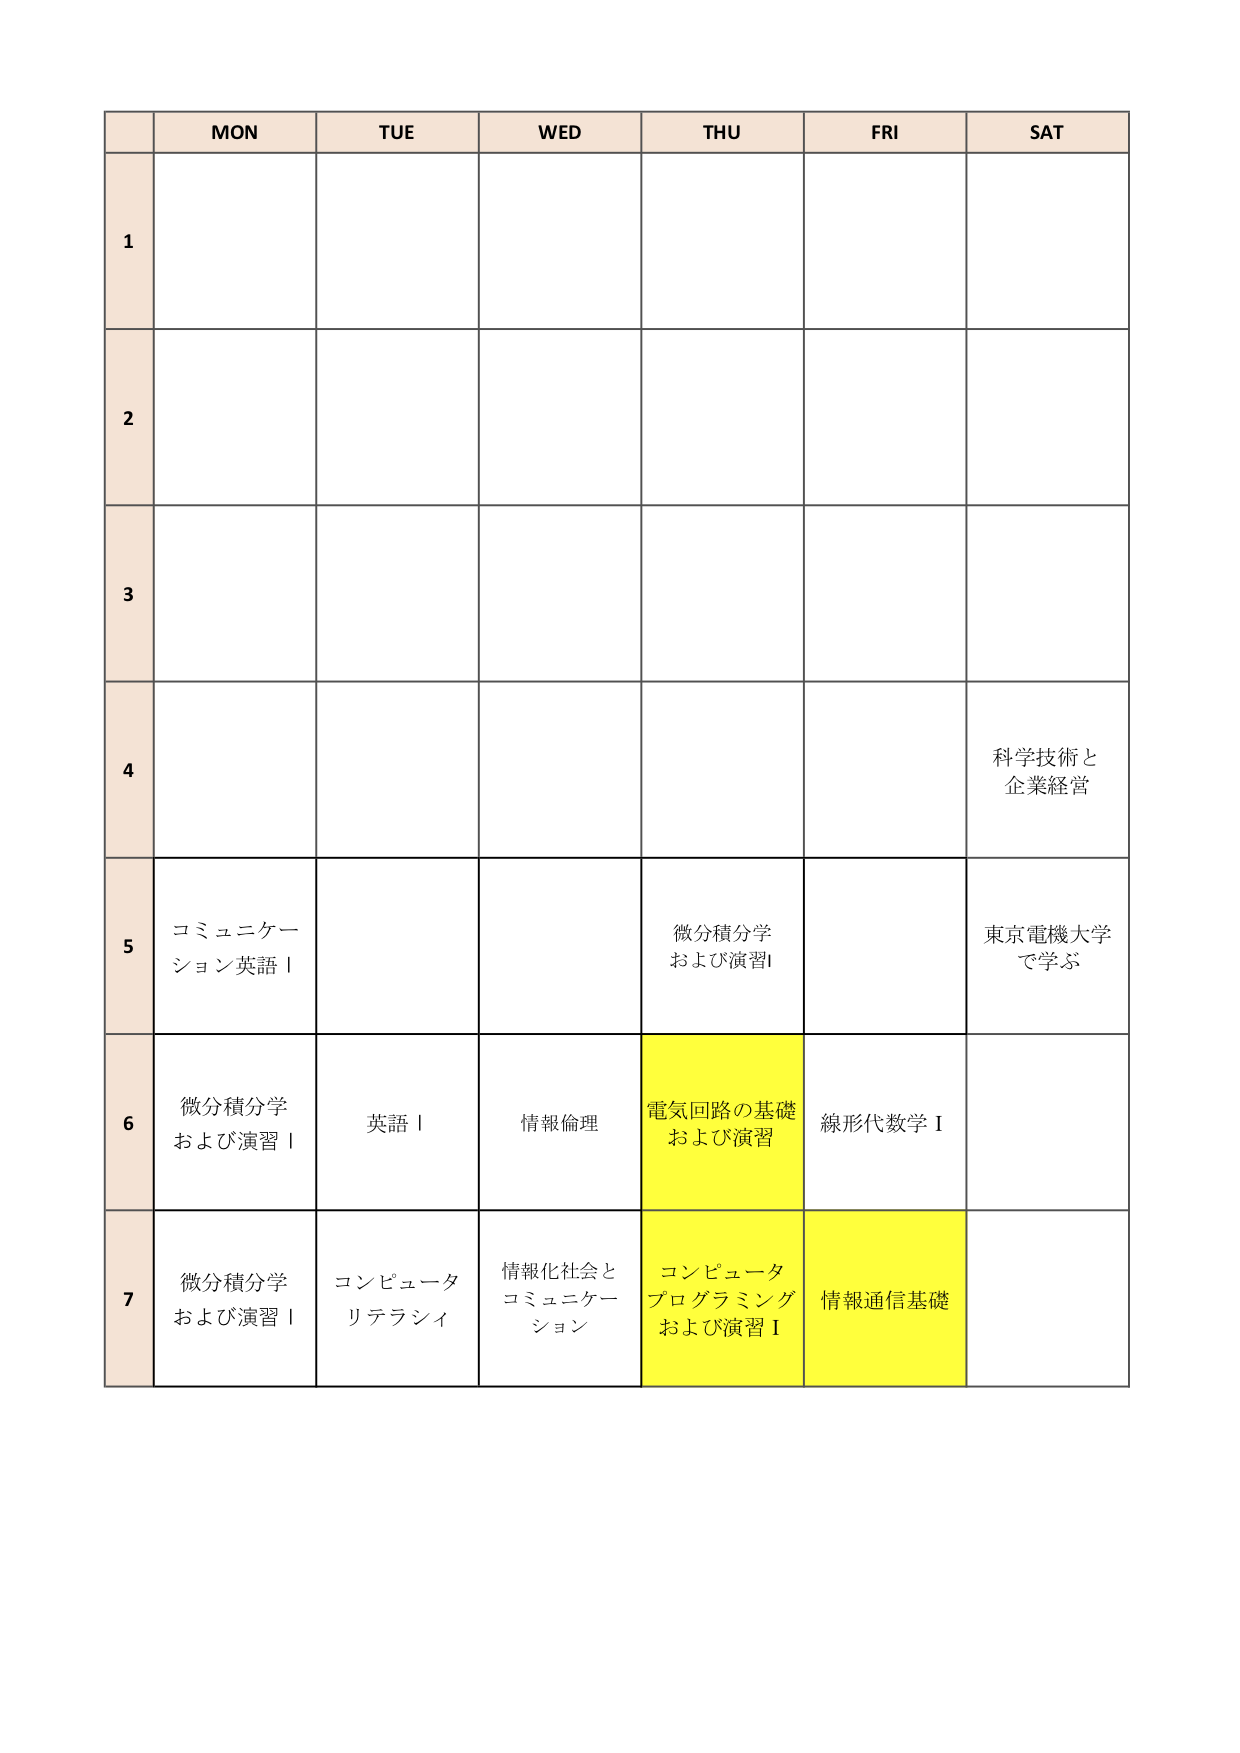 MON TUE WED THU FRI SAT
1
2
3
4
科学技術と
企業経営
5
コミュニケー
ション英語Ⅰ
微分積分学
および演習I
東京電機大学
で学ぶ
6
微分積分学
および演習Ⅰ
英語Ⅰ
情報倫理
電気回路の基礎
および演習
線形代数学 I
7
微分積分学
および演習Ⅰ
コンピュータ
リテラシィ
情報化社会と
コミュニケー
ション
コンピュータ
プログラミング
および演習 I
情報通信基礎